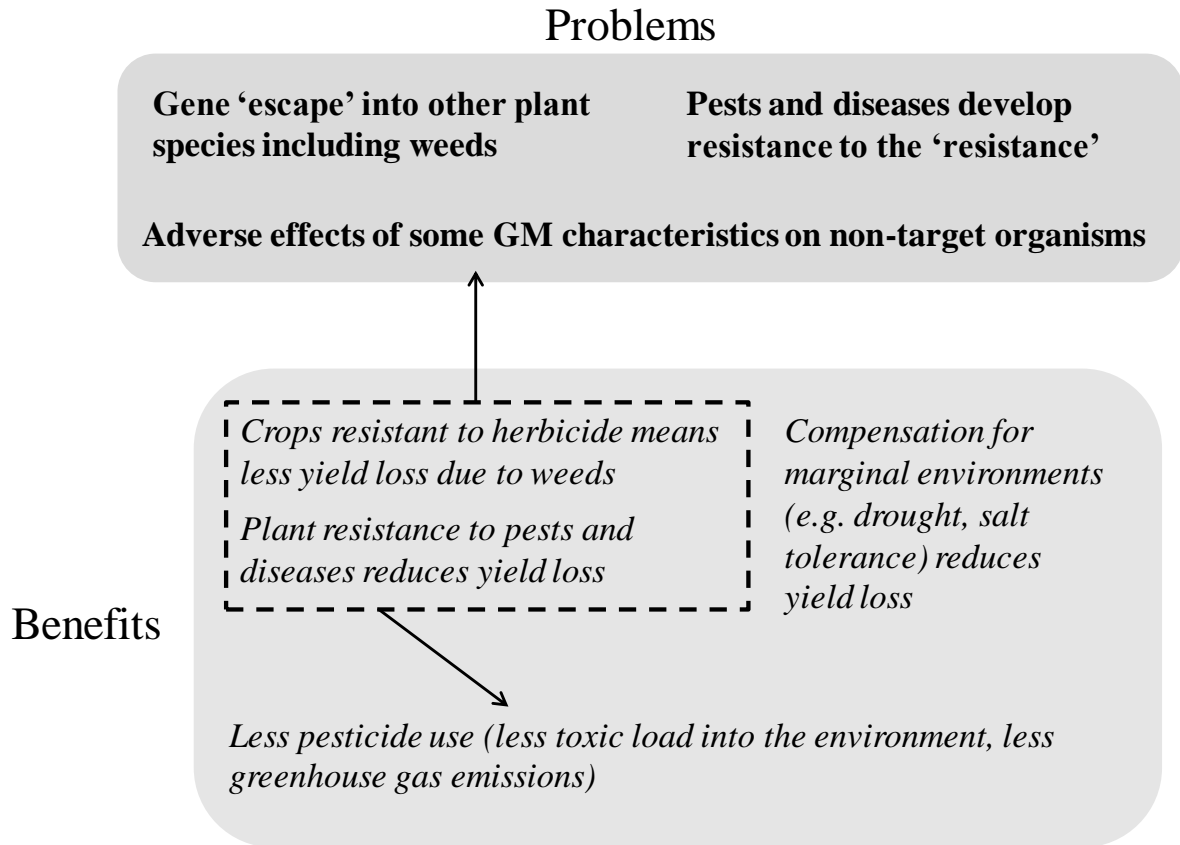 Problems
Gene ‘escape’ into other plant
species including weeds
Pests and diseases develop
resistance to the ‘resistance’
Adverse effects of some GM characteristics on non-target organisms
Crops resistant to herbicide means
less yield loss due to weeds
Plant resistance to pests and
diseases reduces yield loss
Compensation for
marginal environments
(e.g. drought, salt
tolerance) reduces
yield loss
Benefits
Less pesticide use (less toxic load into the environment, less
greenhouse gas emissions)